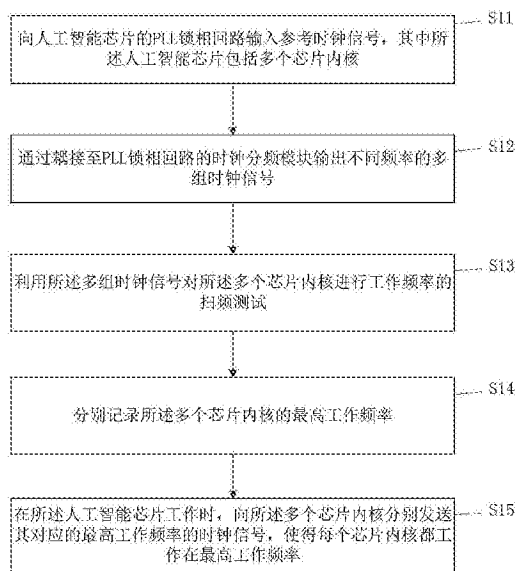 S11
向人工智能芯片的PLL锁相回路输入参考时钟信号，其中所
述人工智能芯片包括多个芯片内核
S12
通过耦接至PLL锁相回路的时钟分频模块输出不同频率的多
组时钟信号
S13
利用所述多组时钟信号对所述多个芯片内核进行工作频率的
扫频测试
S14
分别记录所述多个芯片内核的最高工作频率
S15
在所述人工智能芯片工作时，向所述多个芯片内核分别发送
其对应的最高工作频率的时钟信号，使得每个芯片内核都工
作在最高工作频率